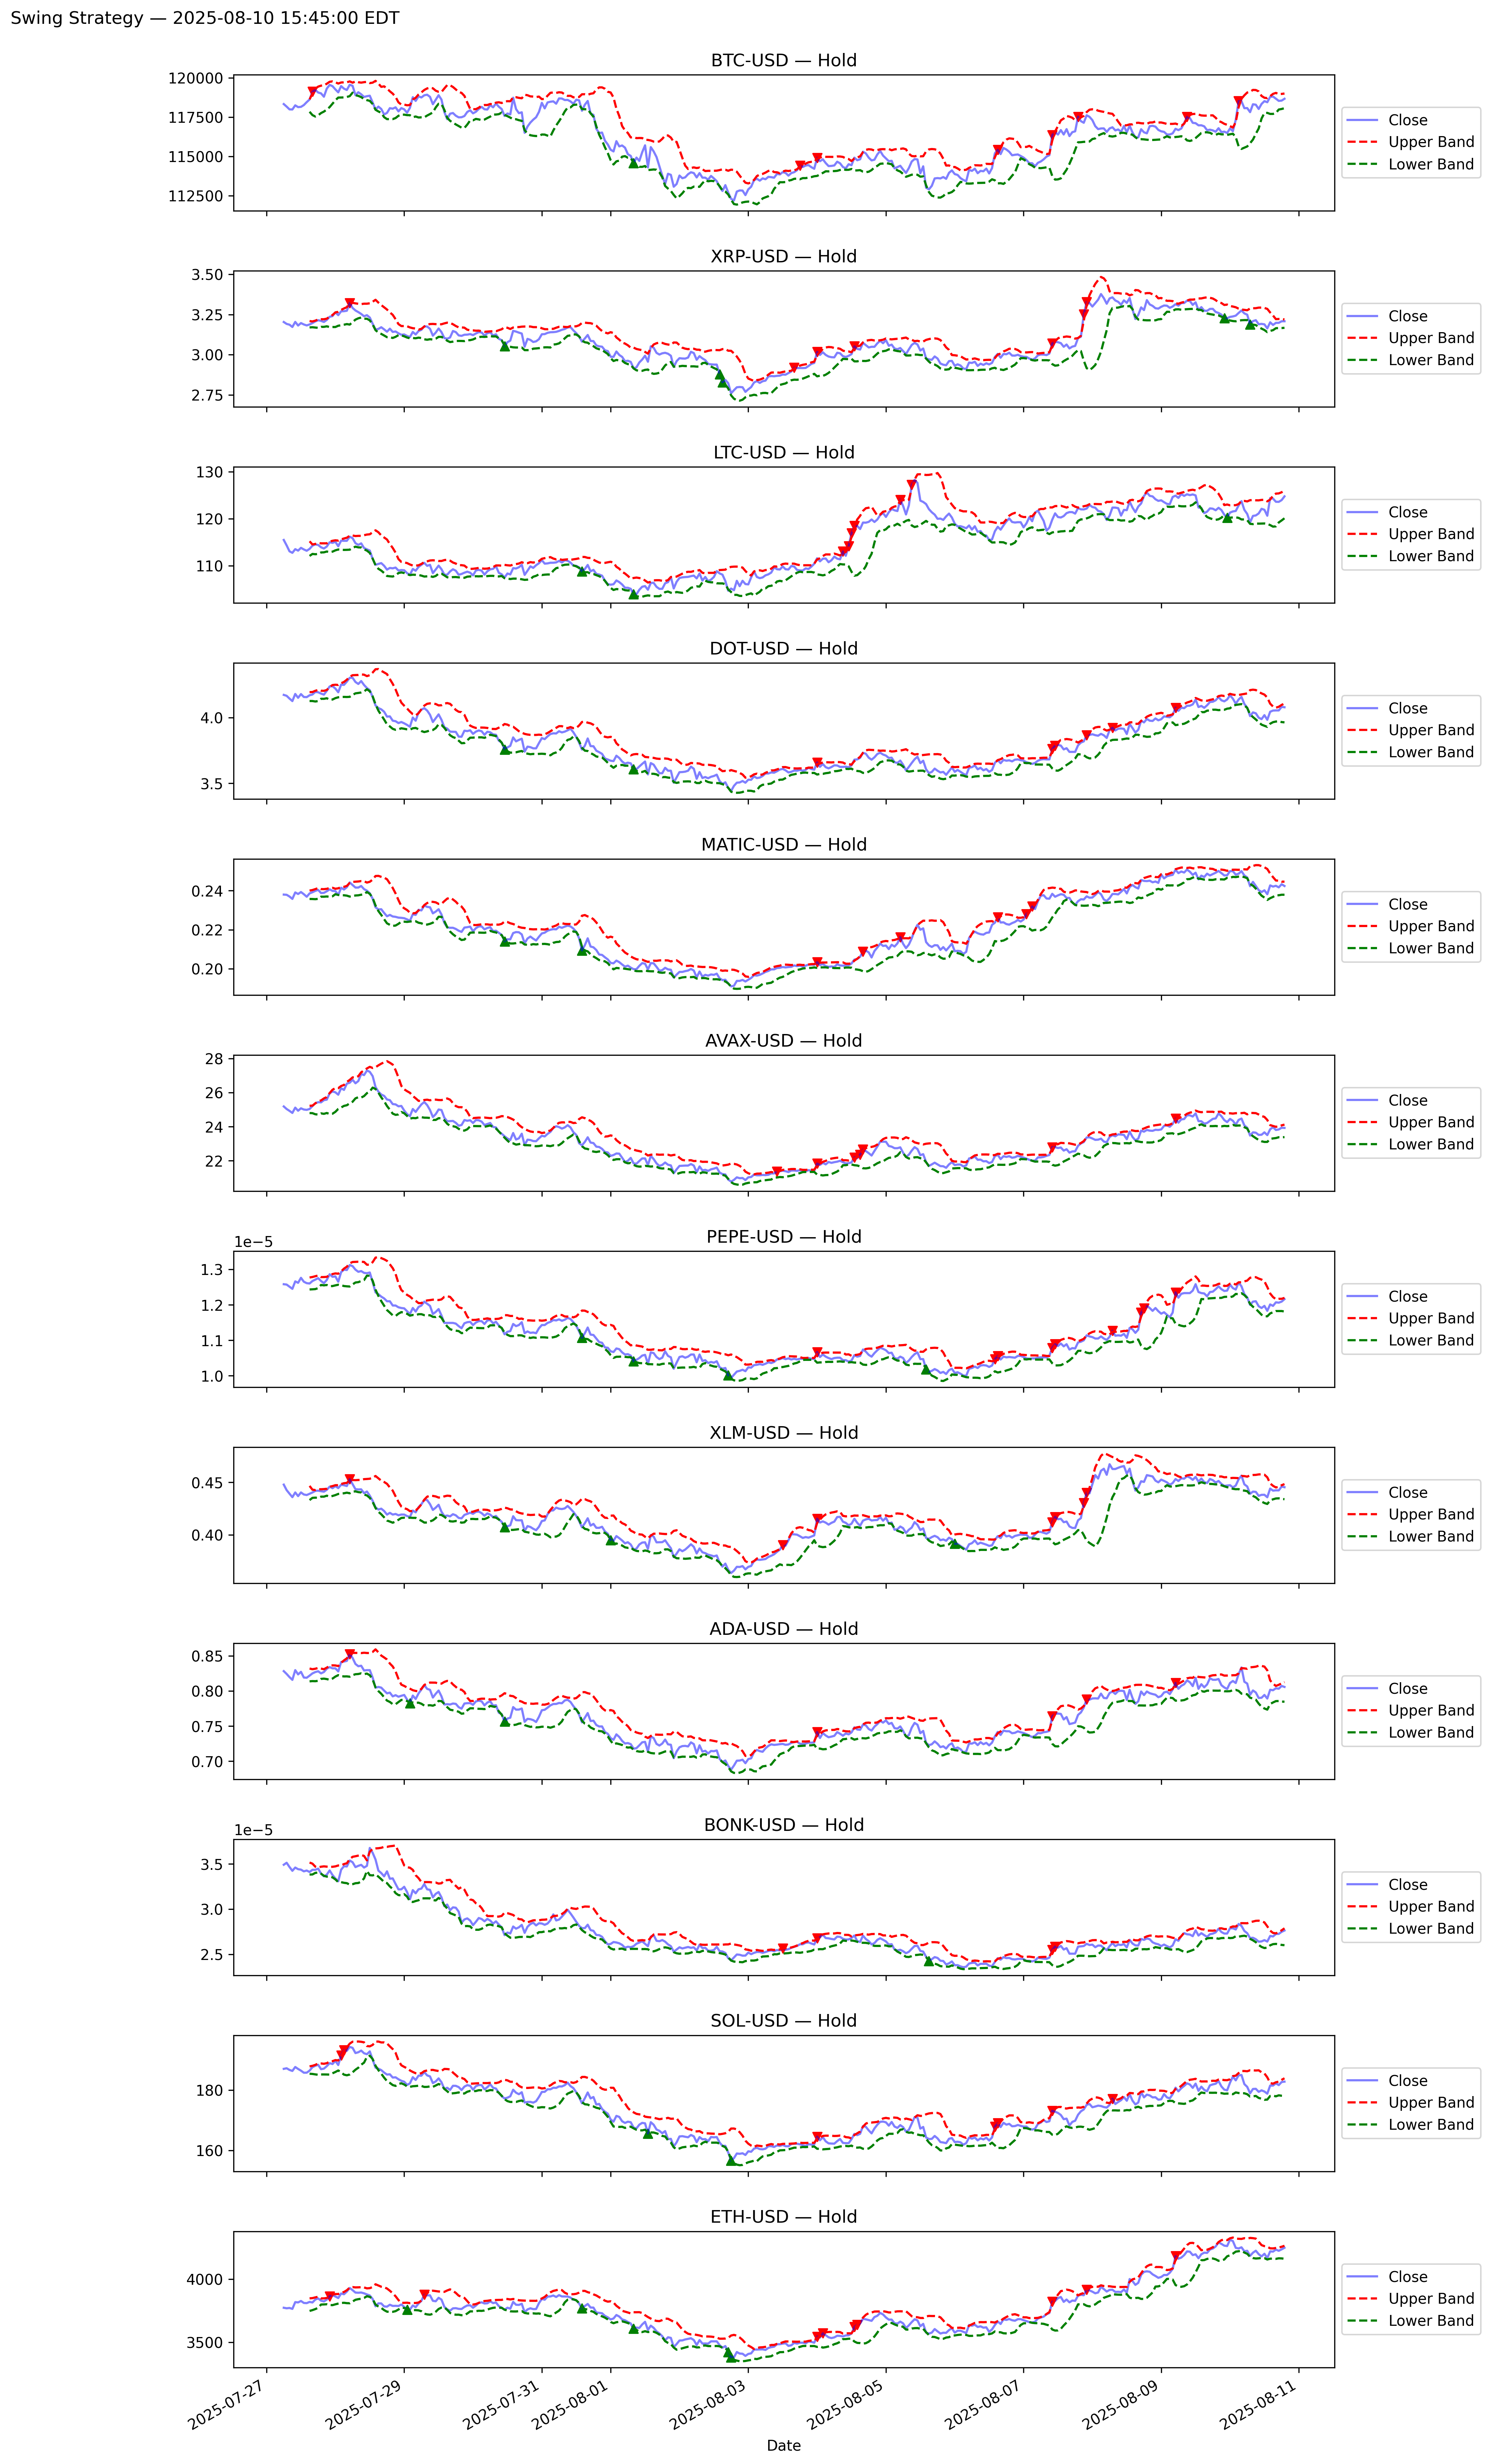 Swing Strategy — 2025-08-10 15:45:00 EDT
BTC-USD — Hold
120000
117500
115000
112500
Close
Upper Band
Lower Band
XRP-USD — Hold
3.50
3.25
3.00
2.75
Close
Upper Band
Lower Band
LTC-USD — Hold
130
120
110
Close
Upper Band
Lower Band
DOT-USD — Hold
4.0
3.5
Close
Upper Band
Lower Band
MATIC-USD — Hold
0.24
0.22
0.20
Close
Upper Band
Lower Band
AVAX-USD — Hold
28
26
24
22
Close
Upper Band
Lower Band
PEPE-USD — Hold
1e−5
1.3
1.2
1.1
1.0
Close
Upper Band
Lower Band
XLM-USD — Hold
0.45
0.40
Close
Upper Band
Lower Band
ADA-USD — Hold
0.85
0.80
0.75
0.70
Close
Upper Band
Lower Band
BONK-USD — Hold
1e−5
3.5
3.0
2.5
Close
Upper Band
Lower Band
SOL-USD — Hold
180
160
Close
Upper Band
Lower Band
ETH-USD — Hold
4000
3500
Close
Upper Band
Lower Band
2025-07-27
2025-07-29
2025-07-31
2025-08-01
2025-08-03
2025-08-05
2025-08-07
2025-08-09
2025-08-11
Date